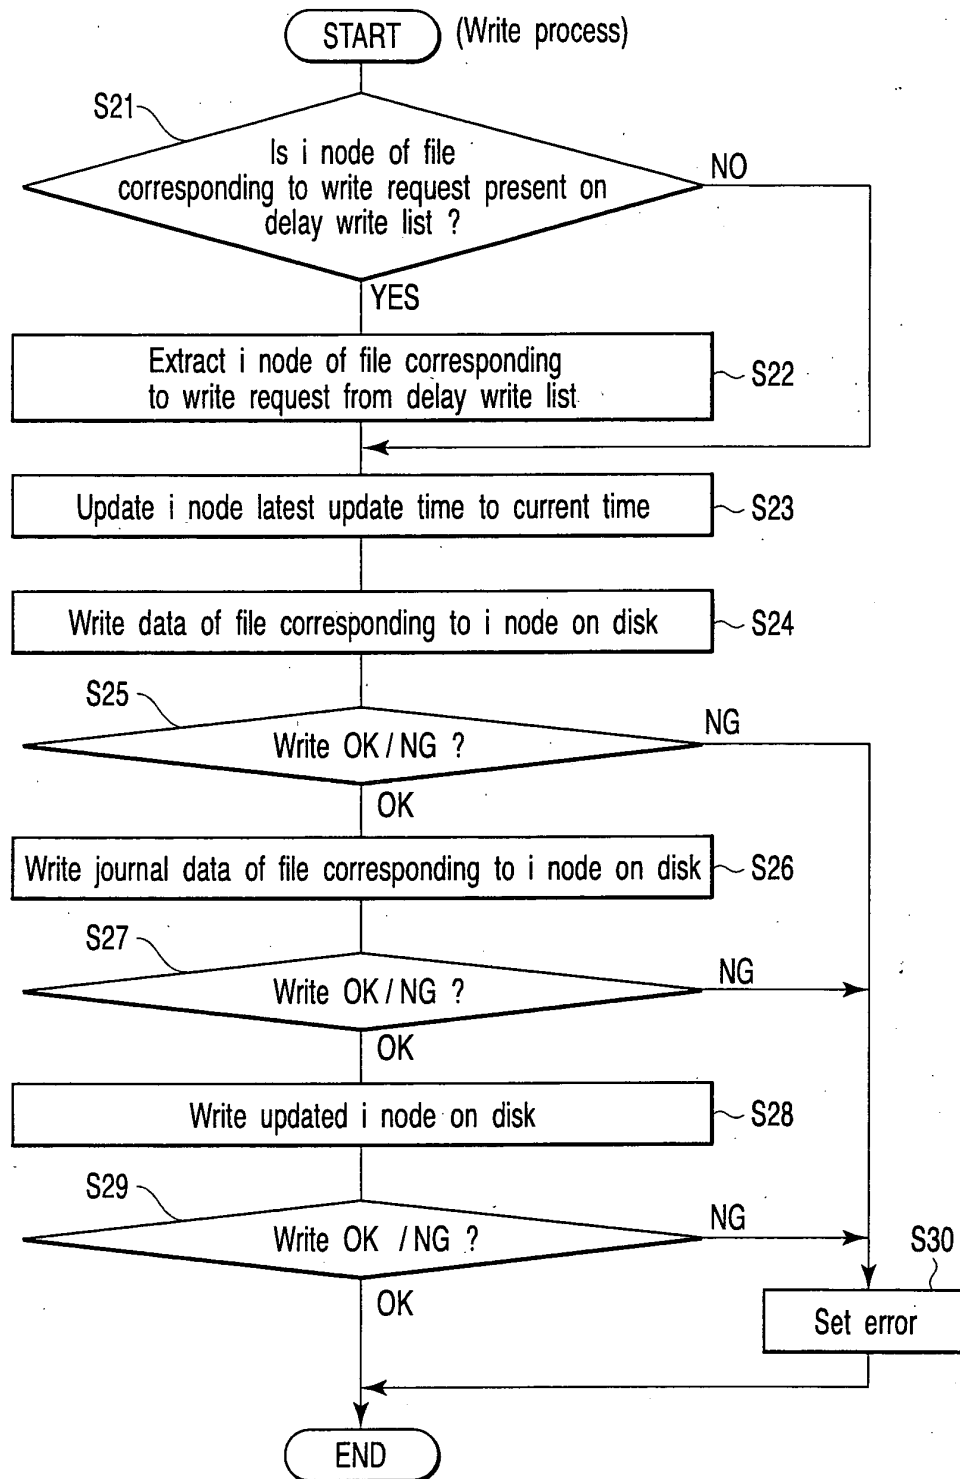 START (Write process)
S21
Is i node of file
corresponding to write request present on
delay write list ?
NO
YES
Extract i node of file corresponding
to write request from delay write list
S22
Update i node latest update time to current time
S23
Write data of file corresponding to i node on disk
S24
S25
Write OK / NG ?
NG
OK
Write journal data of file corresponding to i node on disk
S26
S27
Write OK / NG ?
NG
OK
Write updated i node on disk
S28
S29
Write OK / NG ?
NG
OK
S30
Set error
END